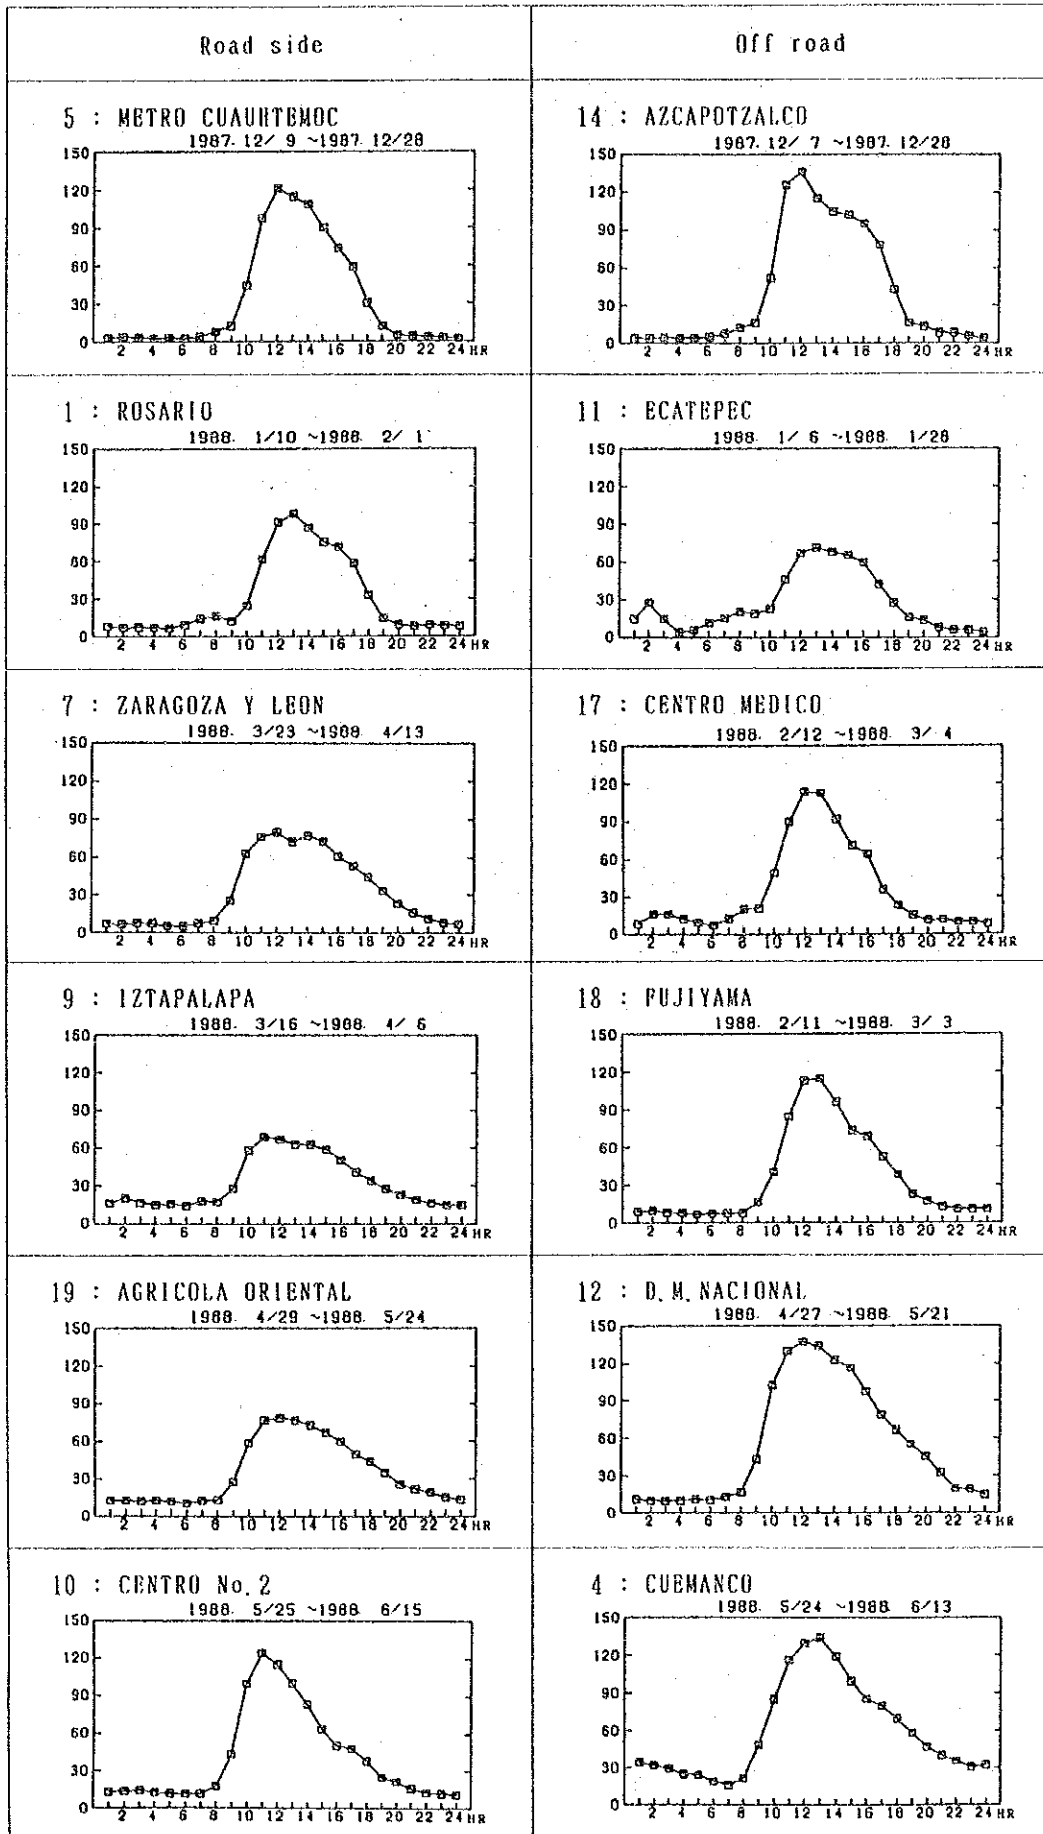 Road side
Off road
5 : METRO CUAUHTEMOC
1987. 12/ 9 ~1987. 12/28
150
120
90
60
30
0
2 4 6 8 10 12 14 16 18 20 22 24 HR
14 : AZCAPOTZALCO
1987. 12/ 7 ~1987. 12/28
150
120
90
60
30
0
2 4 6 8 10 12 14 16 18 20 22 24 HR
1 : ROSARIO
1988. 1/10 ~1988. 2/ 1
150
120
90
60
30
0
2 4 6 8 10 12 14 16 18 20 22 24 HR
11 : ECATEPEC
1988. 1/ 6 ~1988. 1/28
150
120
90
60
30
0
2 4 6 8 10 12 14 16 18 20 22 24 HR
7 : ZARAGOZA Y LEON
1988. 3/23 ~1988. 4/13
150
120
90
60
30
0
2 4 6 8 10 12 14 16 18 20 22 24 HR
17 : CENTRO MEDICO
1988. 2/12 ~1988. 3/ 4
150
120
90
60
30
0
2 4 6 8 10 12 14 16 18 20 22 24 HR
9 : IZTAPALAPA
1988. 3/16 ~1988. 4/ 6
150
120
90
60
30
0
2 4 6 8 10 12 14 16 18 20 22 24 HR
18 : FUJIYAMA
1988. 2/11 ~1988. 3/ 3
150
120
90
60
30
0
2 4 6 8 10 12 14 16 18 20 22 24 HR
19 : AGRICOLA ORIENTAL
1988. 4/29 ~1988. 5/24
150
120
90
60
30
0
2 4 6 8 10 12 14 16 18 20 22 24 HR
12 : D.M.NACIONAL
1988. 4/27 ~1988. 5/21
150
120
90
60
30
0
2 4 6 8 10 12 14 16 18 20 22 24 HR
10 : CENTRO No.2
1988. 5/25 ~1988. 6/15
150
120
90
60
30
0
2 4 6 8 10 12 14 16 18 20 22 24 HR
4 : CUEMANCO
1988. 5/24 ~1988. 6/13
150
120
90
60
30
0
2 4 6 8 10 12 14 16 18 20 22 24 HR